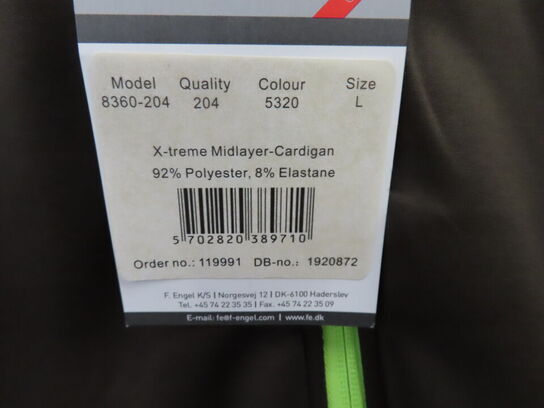 Model Quality Colour Size
8360-204 204 5320 L
X-treme Midlayer-Cardigan
92% Polyester, 8% Elastane
5 702820 389710
Order no.: 119991 DB-no.: 1920872
F. Engel K/S | Norgesvej 12 | DK-6100 Haderslev
Tel. +45 74 22 35 35 | Fax. +45 74 22 35 09
E-mail: fe@f-engel.com | www.fe.dk